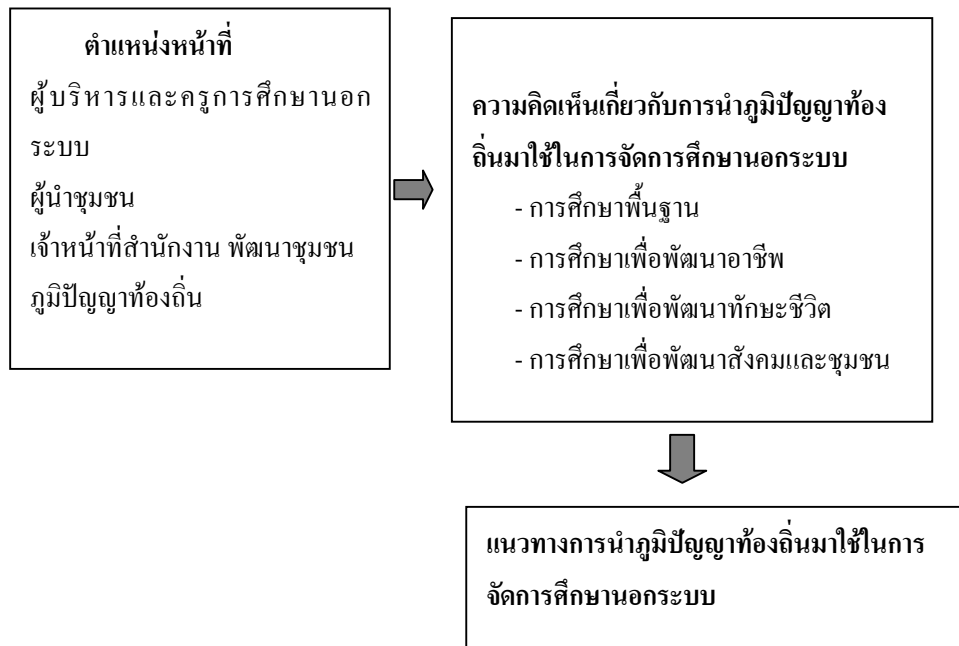 ตำแหน่งหน้าที่
ผู้บริหารและครูการศึกษานอก
ระบบ
ผู้นำชุมชน
เจ้าหน้าที่สำนักงาน พัฒนาชุมชน
ภูมิปัญญาท้องถิ่น
ความคิดเห็นเกี่ยวกับการนำภูมิปัญญาท้อง
ถิ่นมาใช้ในการจัดการศึกษานอกระบบ
- การศึกษาพื้นฐาน
- การศึกษาเพื่อพัฒนาอาชีพ
- การศึกษาเพื่อพัฒนาทักษะชีวิต
- การศึกษาเพื่อพัฒนาสังคมและชุมชน
แนวทางการนำภูมิปัญญาท้องถิ่นมาใช้ในการ
จัดการศึกษานอกระบบ